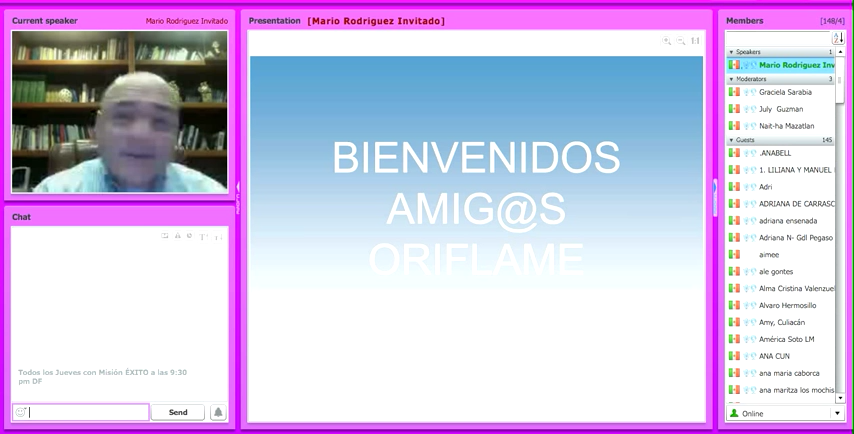 Current speaker
Mario Rodriguez Invitado
Presentation
[Mario Rodriguez Invitado]
Members
[148/4]
1:1
Speakers 1
Mario Rodriguez Inv
Moderators 3
Graciela Sarabia
July Guzman
Nait-ha Mazatlan
Guests 145
.ANABELL
1. LILIANA Y MANUEL
Adri
ADRIANA DE CARRASC
adriana ensenada
Adriana N- Gdl Pegaso
aimee
ale gontes
Alma Cristina Valenzuel
Alvaro Hermosillo
Amy, Culiacán
América Soto LM
ANA CUN
ana maria caborca
ana maritza los mochis
Online
BIENVENIDOS
AMIG@S
ORIFLAME
Chat
Todos los Jueves con Misión ÉXITO a las 9:30
pm DF
Send